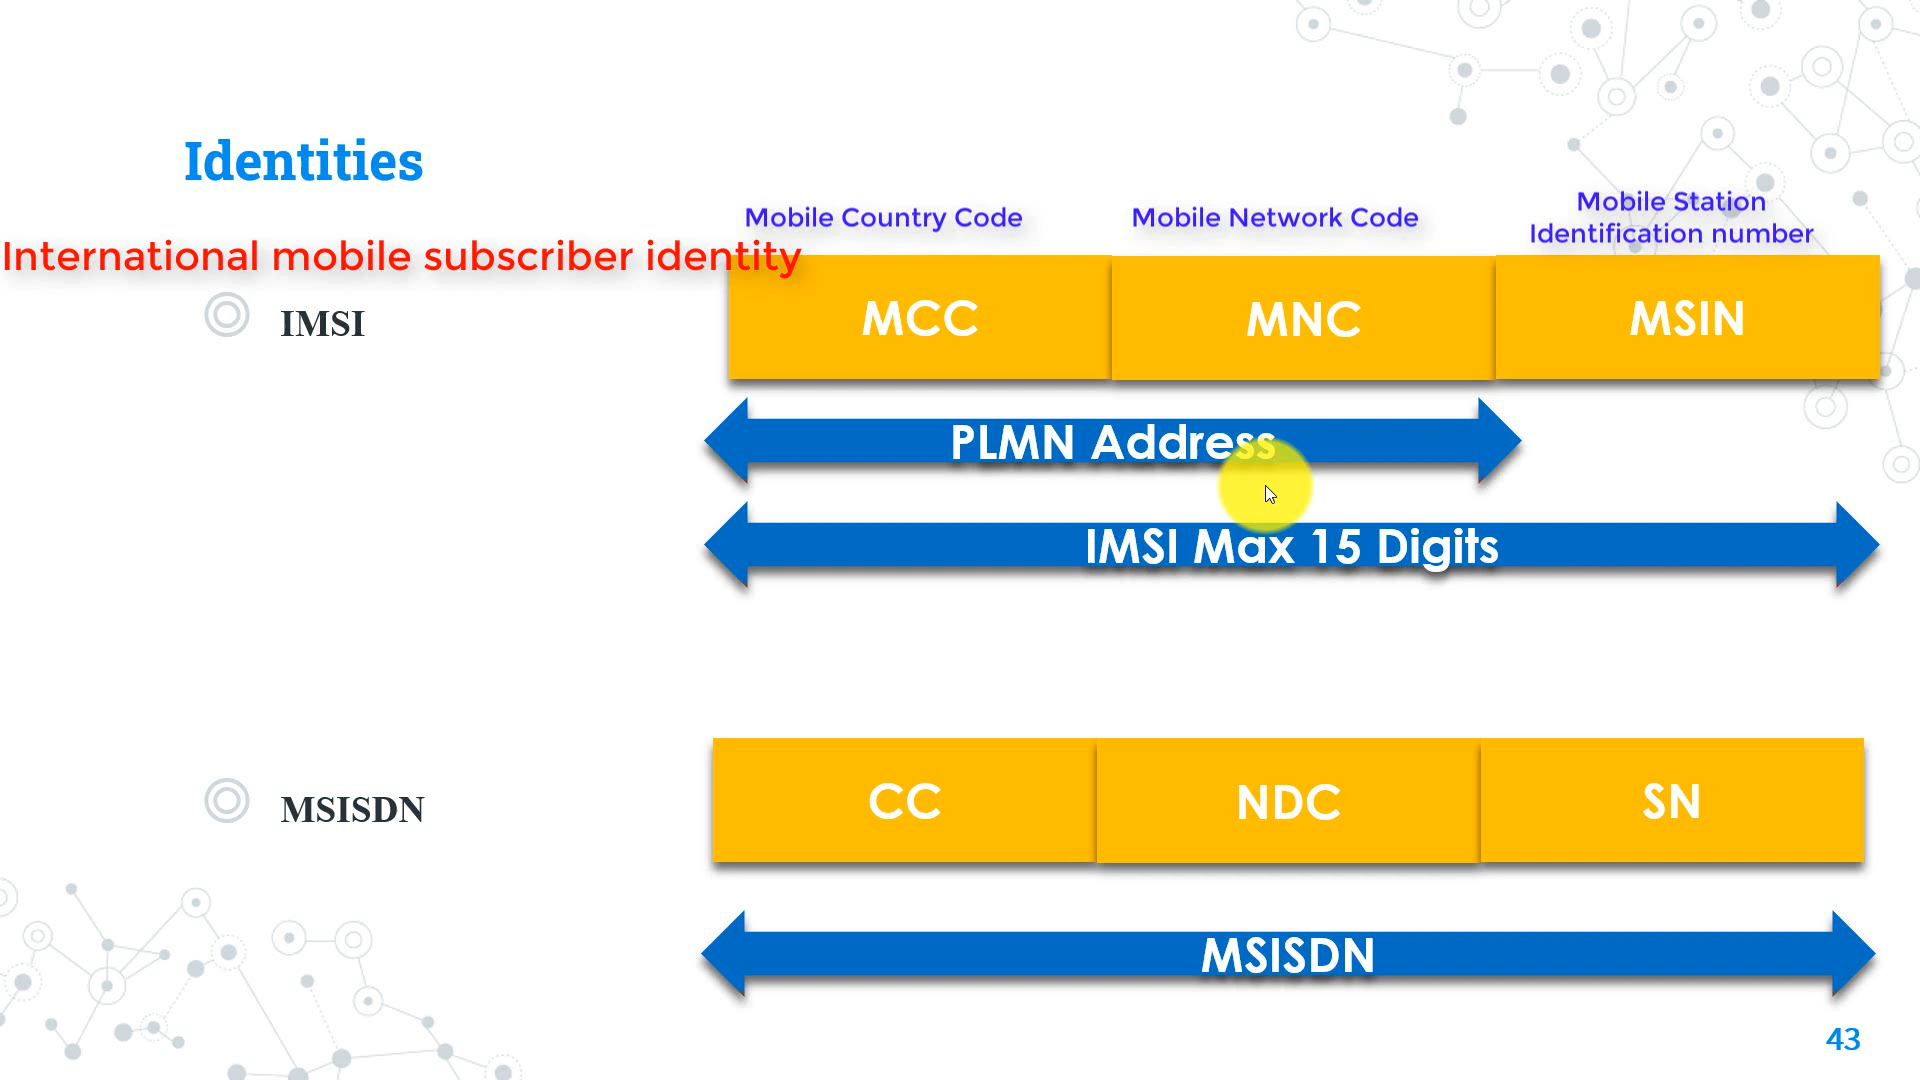 Identities
Mobile Country Code
Mobile Network Code
Mobile Station
Identification number
International mobile subscriber identity
IMSI
MCC
MNC
MSIN
PLMN Address
IMSI Max 15 Digits
MSISDN
CC
NDC
SN
MSISDN
43